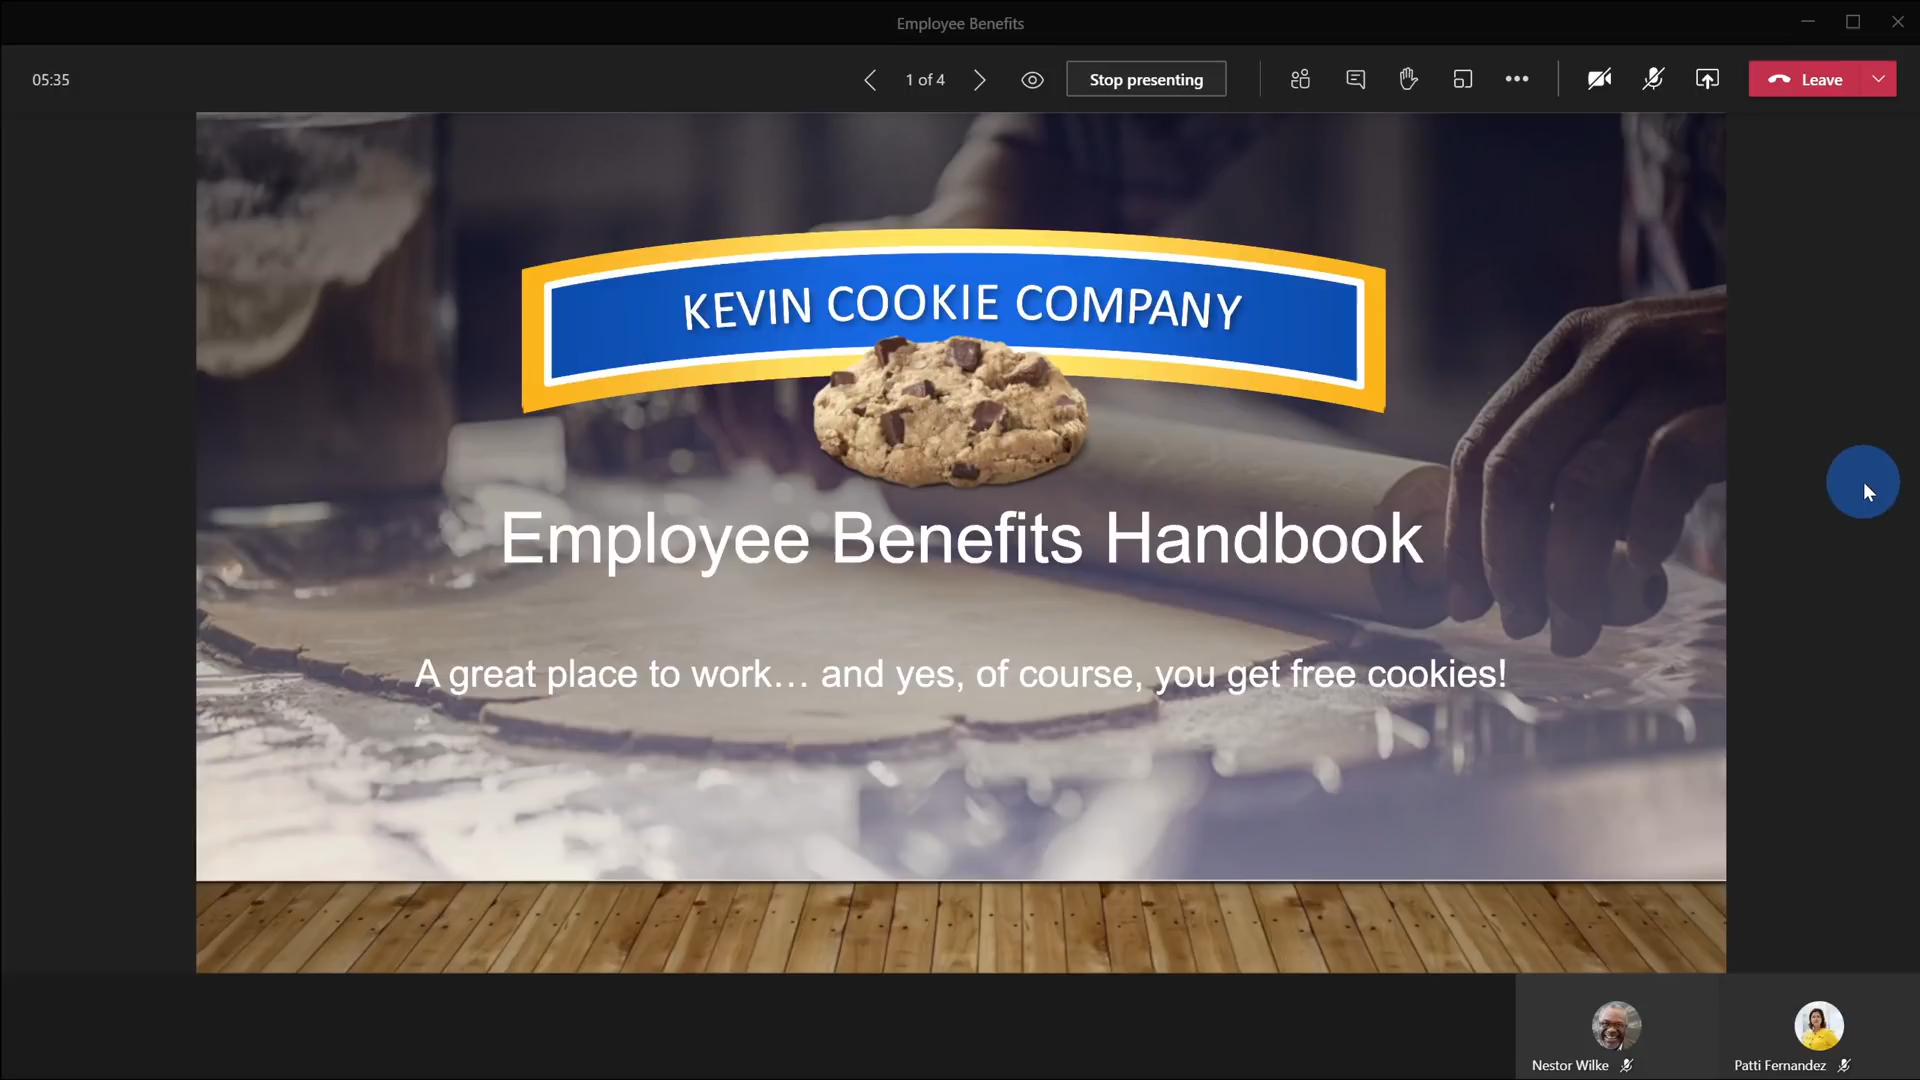 Employee Benefits
05:35
1 of 4
Stop presenting
Leave
KEVIN COOKIE COMPANY
Employee Benefits Handbook
A great place to work... and yes, of course, you get free cookies!
Nestor Wilke
Patti Fernandez